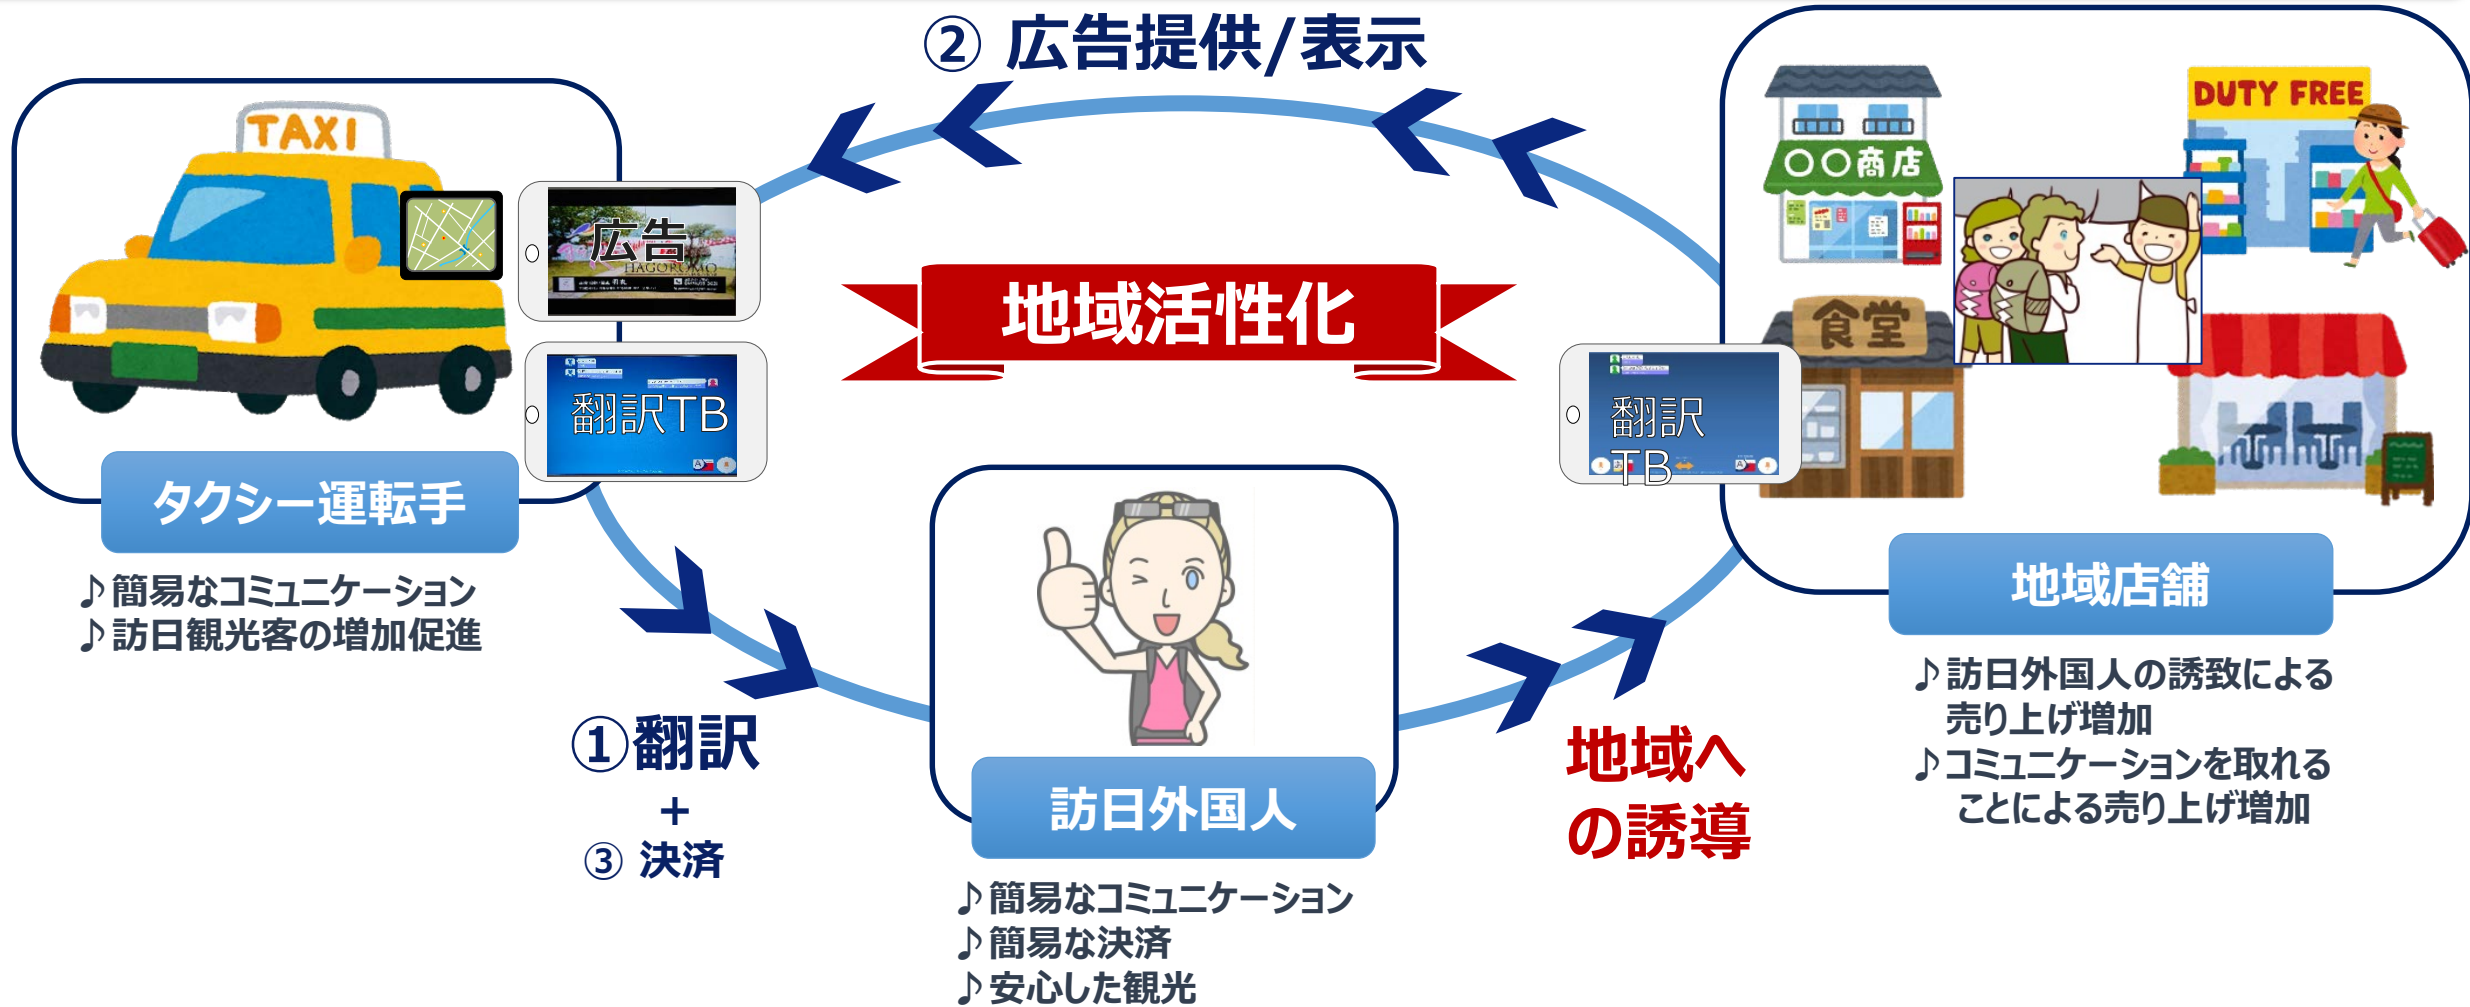 ② 広告提供/表示
TAXI
広告
HAGOROMO
翻訳TB
タクシー運転手
♪簡易なコミュニケーション
♪訪日観光客の増加促進
地域活性化
DUTY FREE
〇〇商店
食堂
翻訳
TB
地域店舗
♪訪日外国人の誘致による
売り上げ増加
♪コミュニケーションを取れる
ことによる売り上げ増加
①翻訳
+
③ 決済
訪日外国人
♪簡易なコミュニケーション
♪簡易な決済
♪安心した観光
地域へ
の誘導